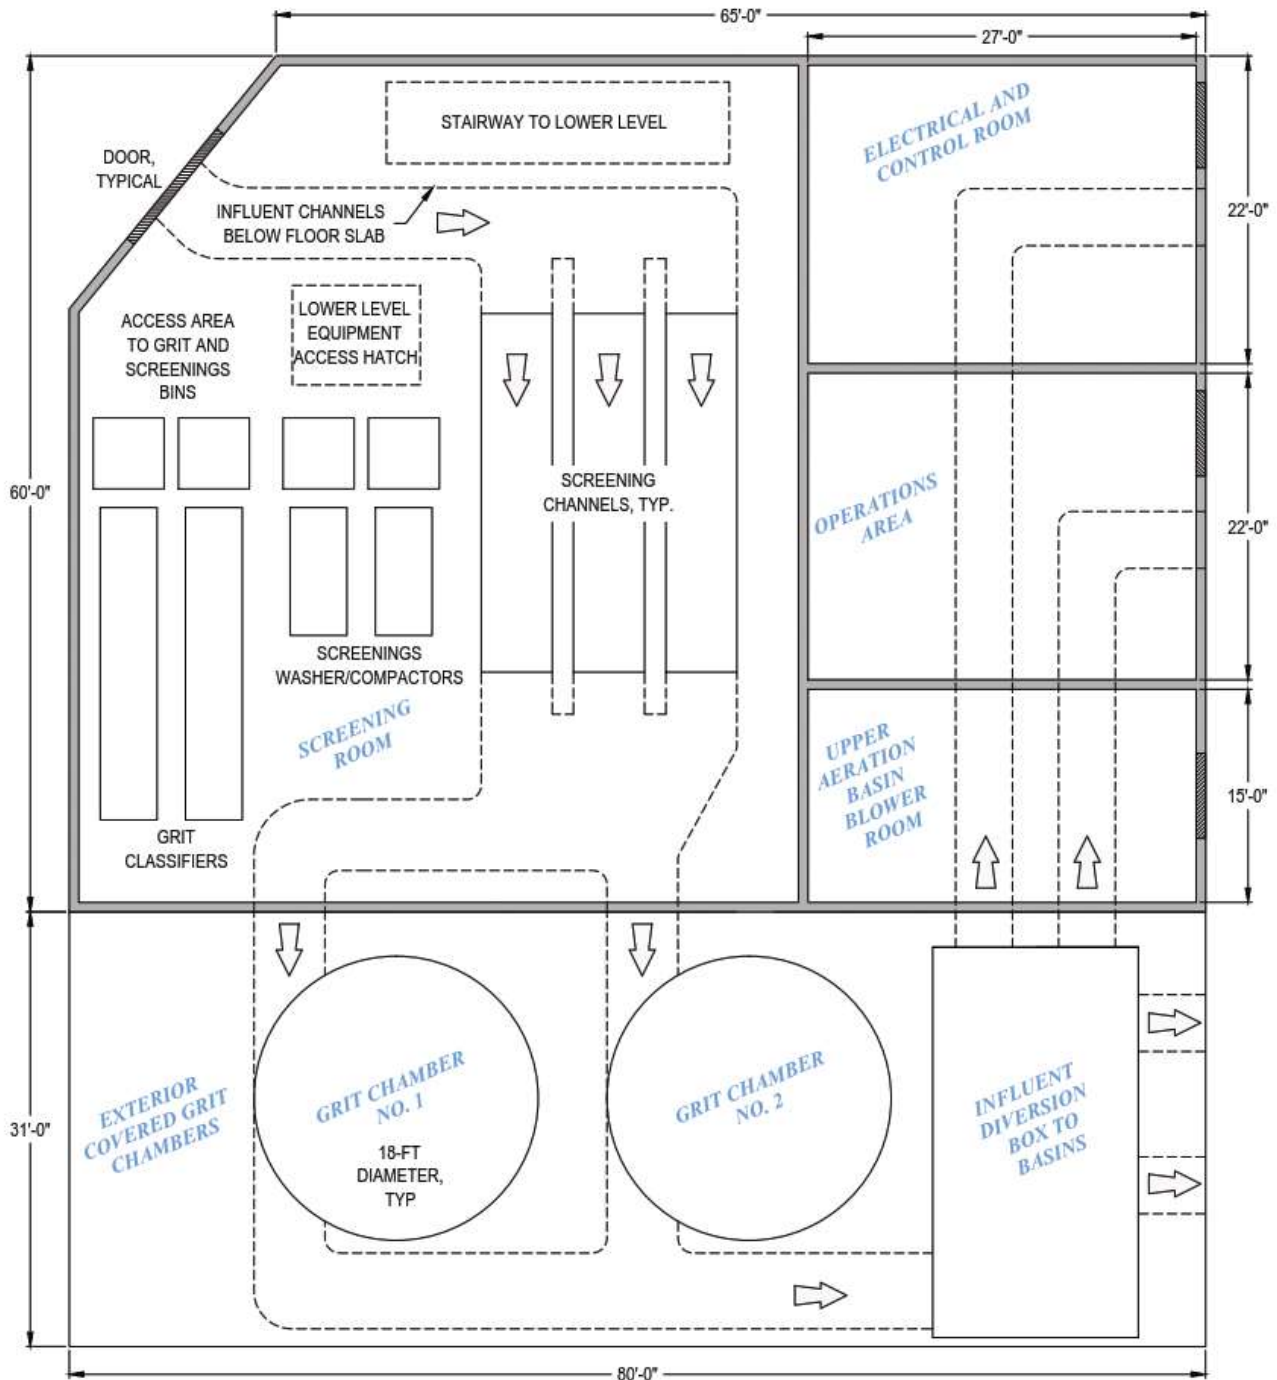 65'-0"
27'-0"
STAIRWAY TO LOWER LEVEL
ELECTRICAL AND
CONTROL ROOM
DOOR,
TYPICAL
INFLUENT CHANNELS
BELOW FLOOR SLAB
22'-0"
ACCESS AREA
TO GRIT AND
SCREENINGS
BINS
LOWER LEVEL
EQUIPMENT
ACCESS HATCH
60'-0"
SCREENING
CHANNELS, TYP.
OPERATIONS
AREA
22'-0"
SCREENINGS
WASHER/COMPACTORS
SCREENING
ROOM
UPPER
AERATION
BASIN
BLOWER
ROOM
15'-0"
GRIT
CLASSIFIERS
31'-0"
EXTERIOR
COVERED GRIT
CHAMBERS
GRIT CHAMBER
NO. 1
18-FT
DIAMETER,
TYP
GRIT CHAMBER
NO. 2
INFLUENT
DIVERSION
BOX TO
BASINS
80'-0"